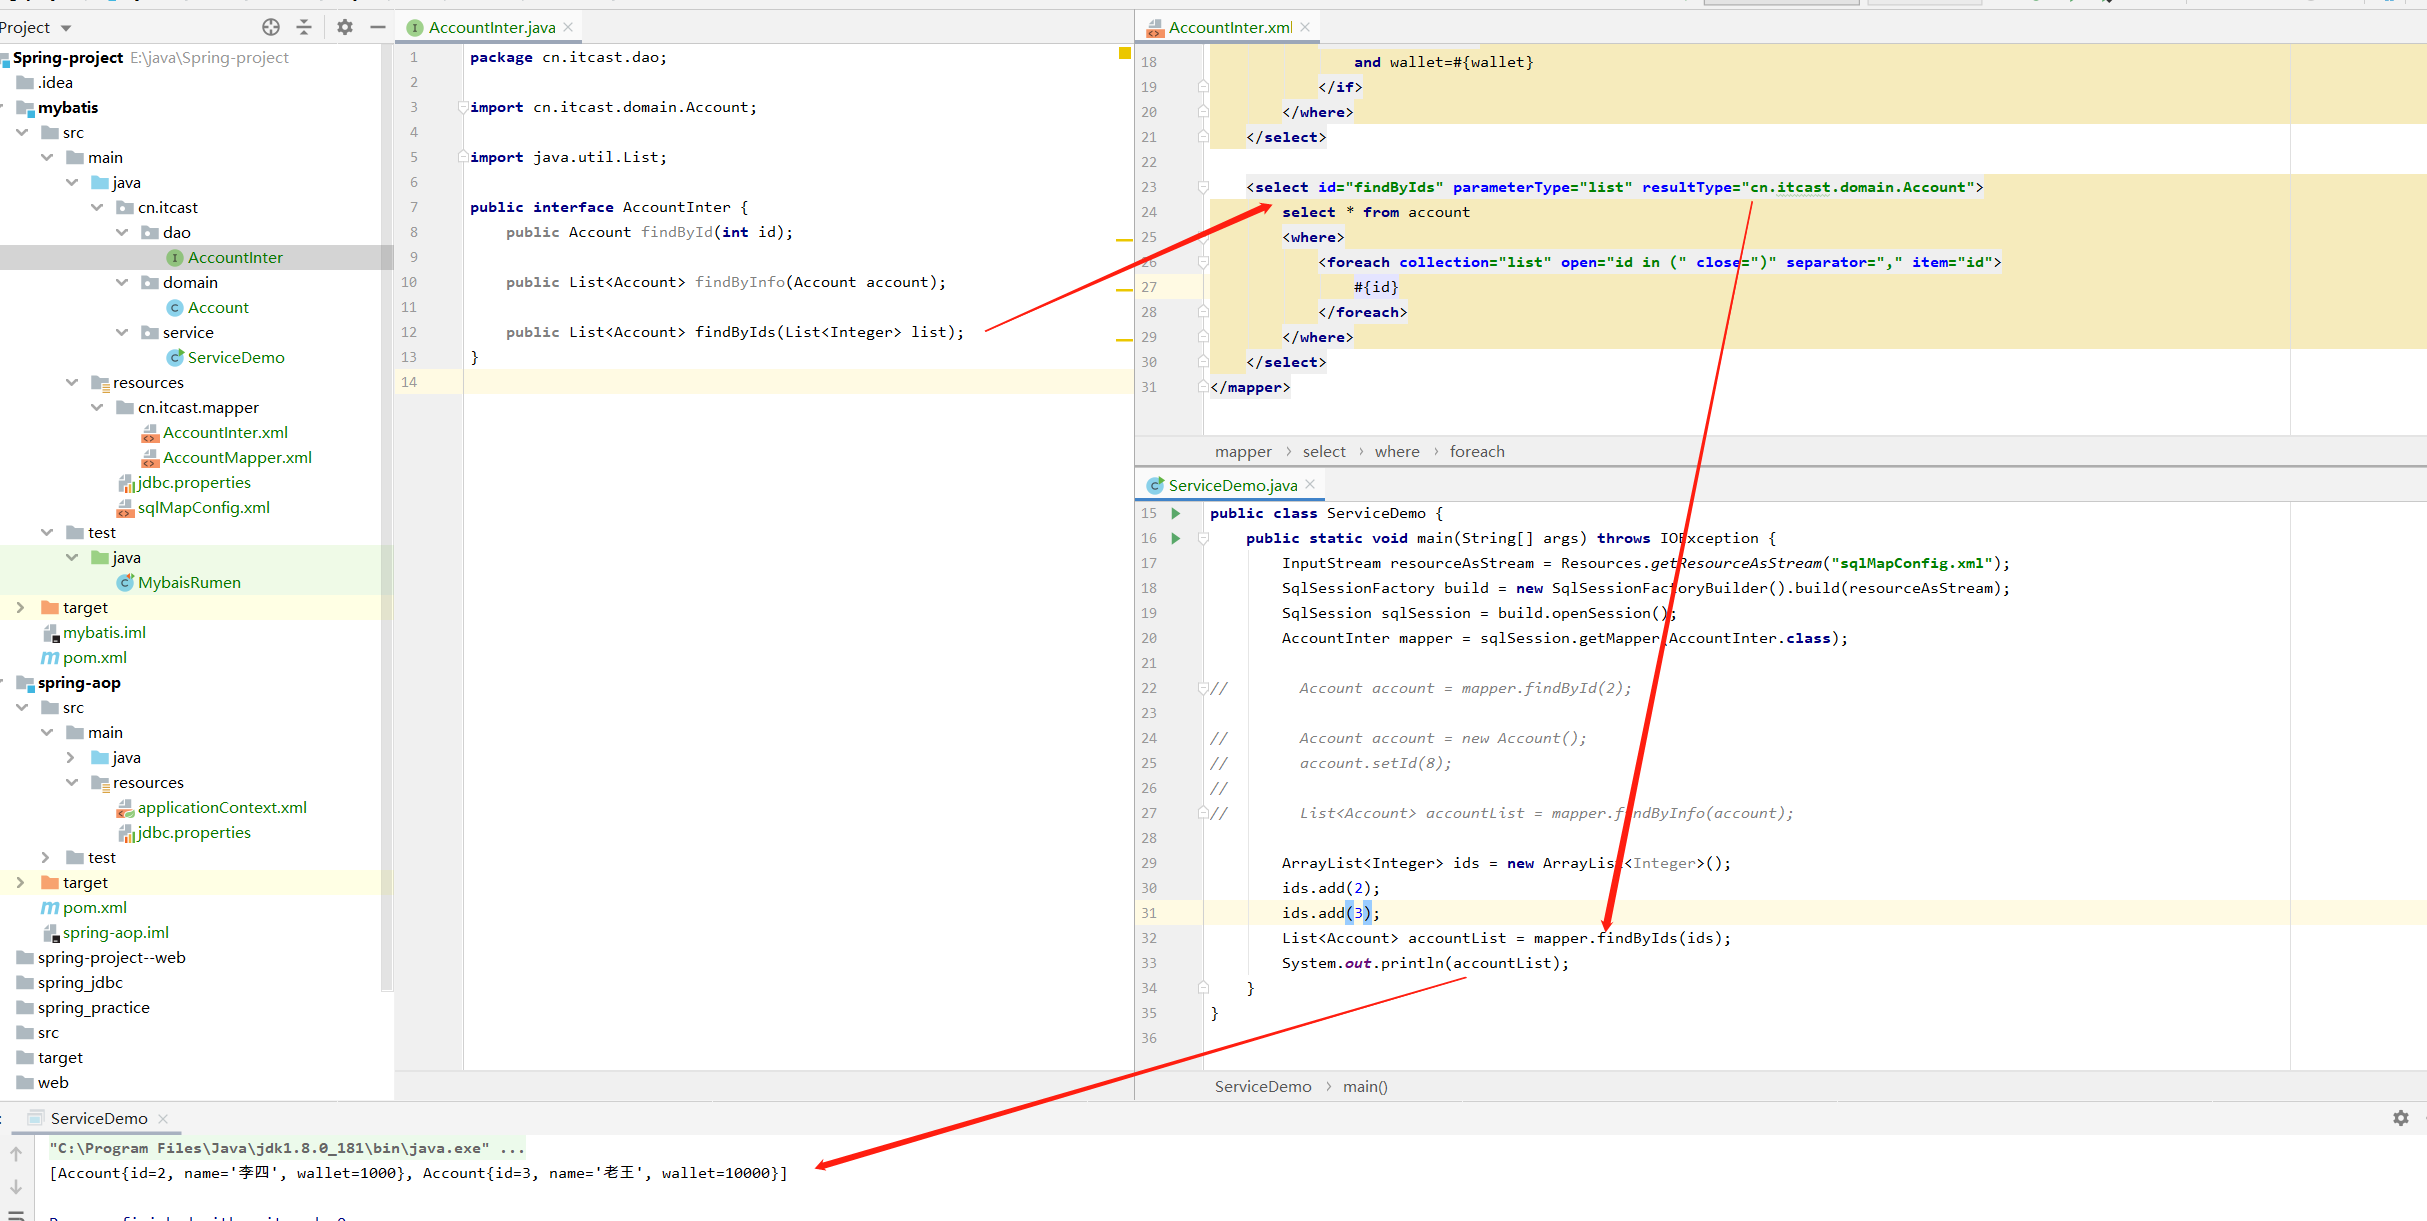 Project
Spring-project E:\java\Spring-project
.idea
mybatis
src
main
java
cn.itcast
dao
AccountInter
domain
Account
service
ServiceDemo
resources
cn.itcast.mapper
AccountInter.xml
AccountMapper.xml
jdbc.properties
sqlMapConfig.xml
test
java
MybaisRumen
target
mybatis.iml
pom.xml
spring-aop
src
main
java
resources
applicationContext.xml
jdbc.properties
test
target
pom.xml
spring-aop.iml
spring-project--web
spring_jdbc
spring_practice
src
target
web
AccountInter.java
1 package cn.itcast.dao;
2
3 import cn.itcast.domain.Account;
4
5 import java.util.List;
6
7 public interface AccountInter {
8 public Account findById(int id);
9
10 public List<Account> findByInfo(Account account);
11
12 public List<Account> findByIds(List<Integer> list);
13 }
14
AccountInter.xml
18 and wallet=#{wallet}
19 </if>
20 </where>
21 </select>
22
23 <select id="findByIds" parameterType="list" resultType="cn.itcast.domain.Account">
24 select * from account
25 <where>
26 <foreach collection="list" open="id in (" close=")" separator="," item="id">
27 #{id}
28 </foreach>
29 </where>
30 </select>
31 </mapper>
mapper > select > where > foreach
ServiceDemo.java
15 public class ServiceDemo {
16 public static void main(String[] args) throws IOException {
17 InputStream resourceAsStream = Resources.getResourceAsStream("sqlMapConfig.xml");
18 SqlSessionFactory build = new SqlSessionFactoryBuilder().build(resourceAsStream);
19 SqlSession sqlSession = build.openSession();
20 AccountInter mapper = sqlSession.getMapper(AccountInter.class);
21
22 // Account account = mapper.findById(2);
23
24 // Account account = new Account();
25 // account.setId(8);
26 //
27 // List<Account> accountList = mapper.findByInfo(account);
28
29 ArrayList<Integer> ids = new ArrayList<Integer>();
30 ids.add(2);
31 ids.add(3);
32 List<Account> accountList = mapper.findByIds(ids);
33 System.out.println(accountList);
34 }
35 }
36
ServiceDemo > main()
ServiceDemo
"C:\Program Files\Java\jdk1.8.0_181\bin\java.exe" ...
[Account{id=2, name='李四', wallet=1000}, Account{id=3, name='老王', wallet=10000}]